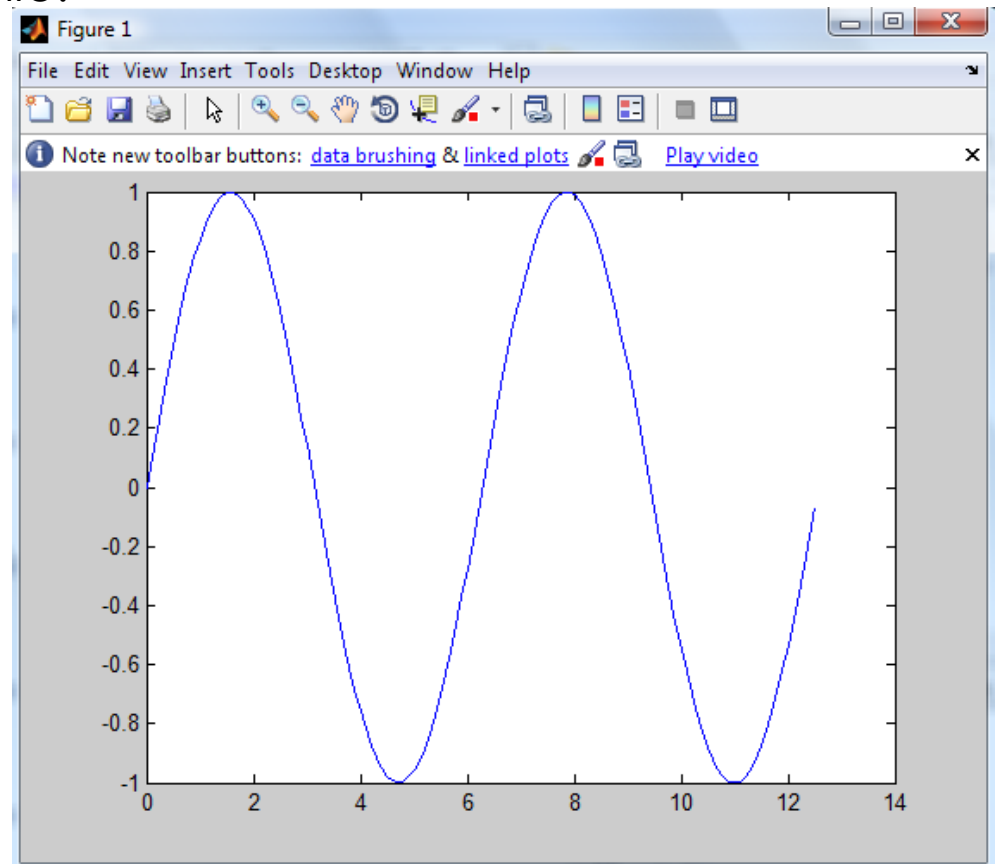 Figure 1
File Edit View Insert Tools Desktop Window Help
Note new toolbar buttons: data brushing & linked plots Play video
1
0.8
0.6
0.4
0.2
0
-0.2
-0.4
-0.6
-0.8
-1
0 2 4 6 8 10 12 14